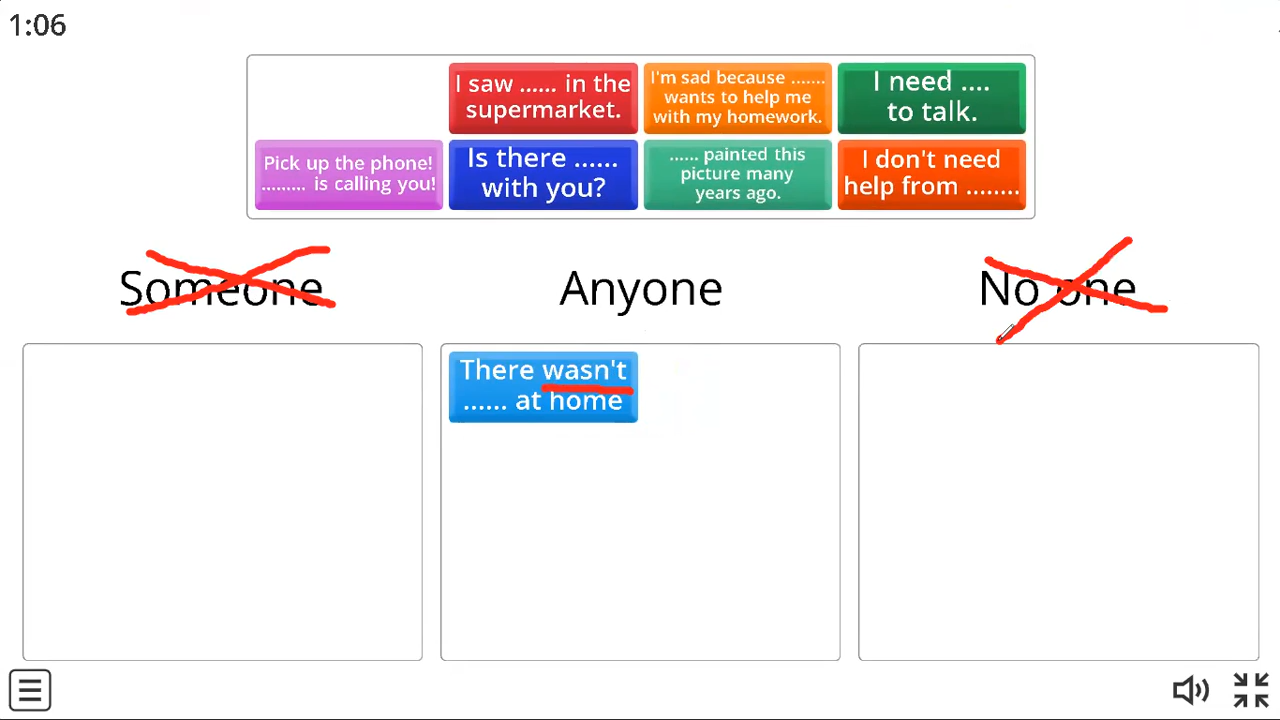 1:06
I saw ...... in the
supermarket.
I'm sad because .......
wants to help me
with my homework.
I need ....
to talk.
Pick up the phone!
......... is calling you!
Is there ......
with you?
...... painted this
picture many
years ago.
I don't need
help from ........
Someone
Anyone
No one
There wasn't
...... at home